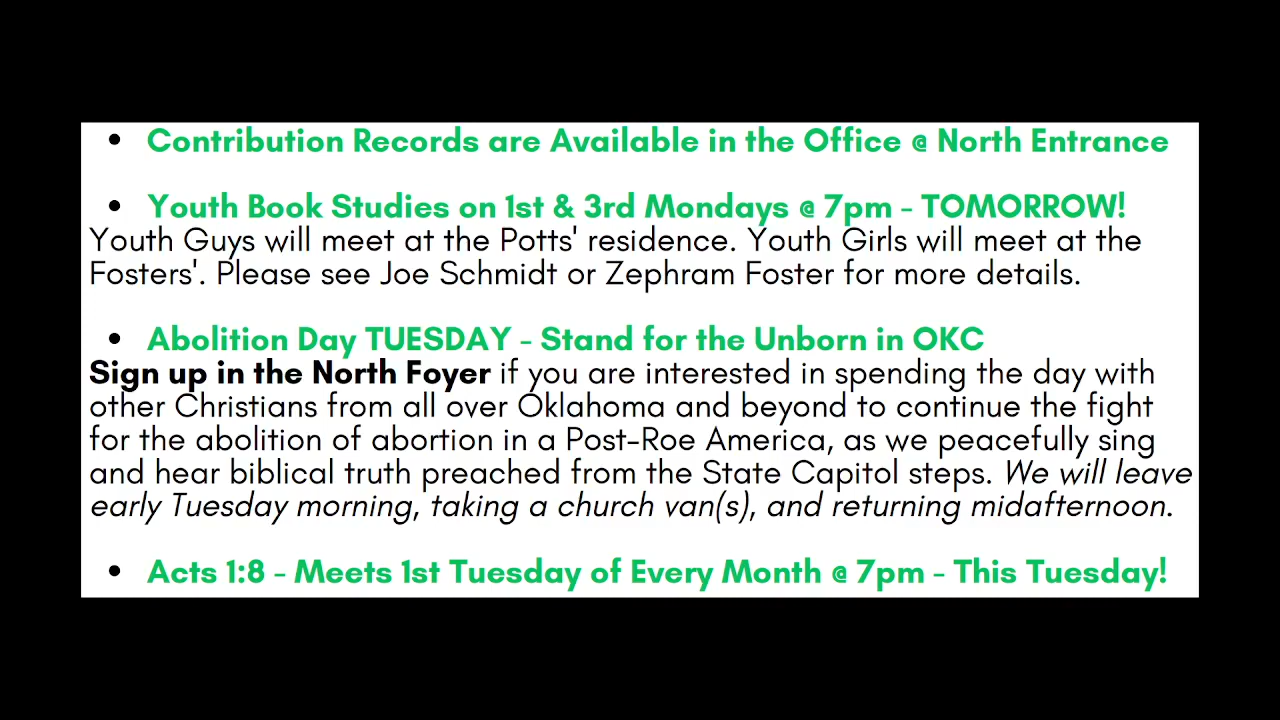 • Contribution Records are Available in the Office @ North Entrance
• Youth Book Studies on 1st & 3rd Mondays @ 7pm - TOMORROW!
Youth Guys will meet at the Potts' residence. Youth Girls will meet at the
Fosters'. Please see Joe Schmidt or Zephram Foster for more details.
• Abolition Day TUESDAY - Stand for the Unborn in OKC
Sign up in the North Foyer if you are interested in spending the day with
other Christians from all over Oklahoma and beyond to continue the fight
for the abolition of abortion in a Post-Roe America, as we peacefully sing
and hear biblical truth preached from the State Capitol steps. We will leave
early Tuesday morning, taking a church van(s), and returning midafternoon.
• Acts 1:8 - Meets 1st Tuesday of Every Month @ 7pm - This Tuesday!